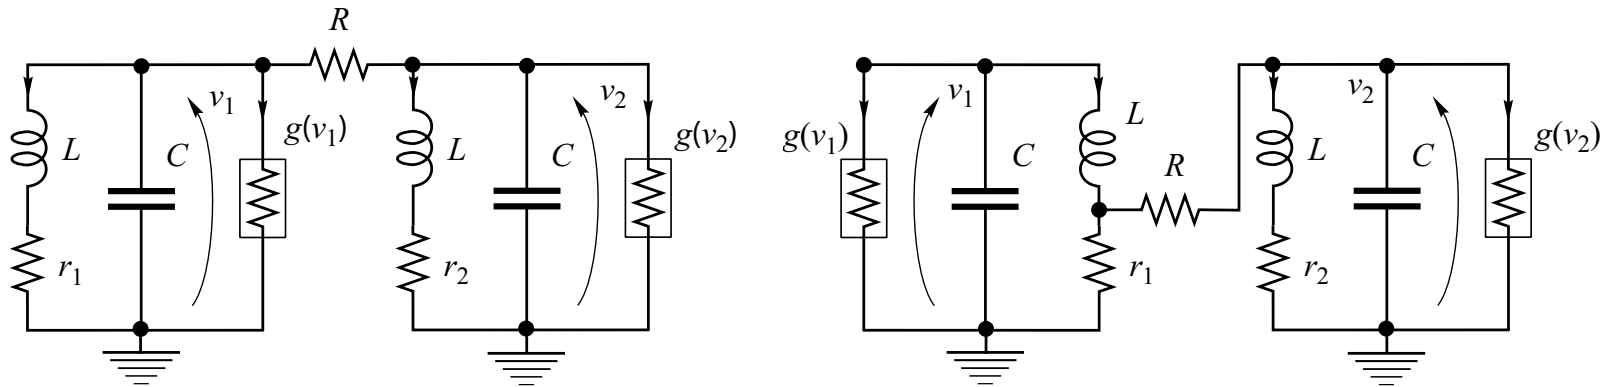 R
v₁
v₂
L
C
g(v₁)
L
C
g(v₂)
r₁
r₂
v₁
v₂
g(v₁)
C
L
R
L
C
g(v₂)
r₁
r₂